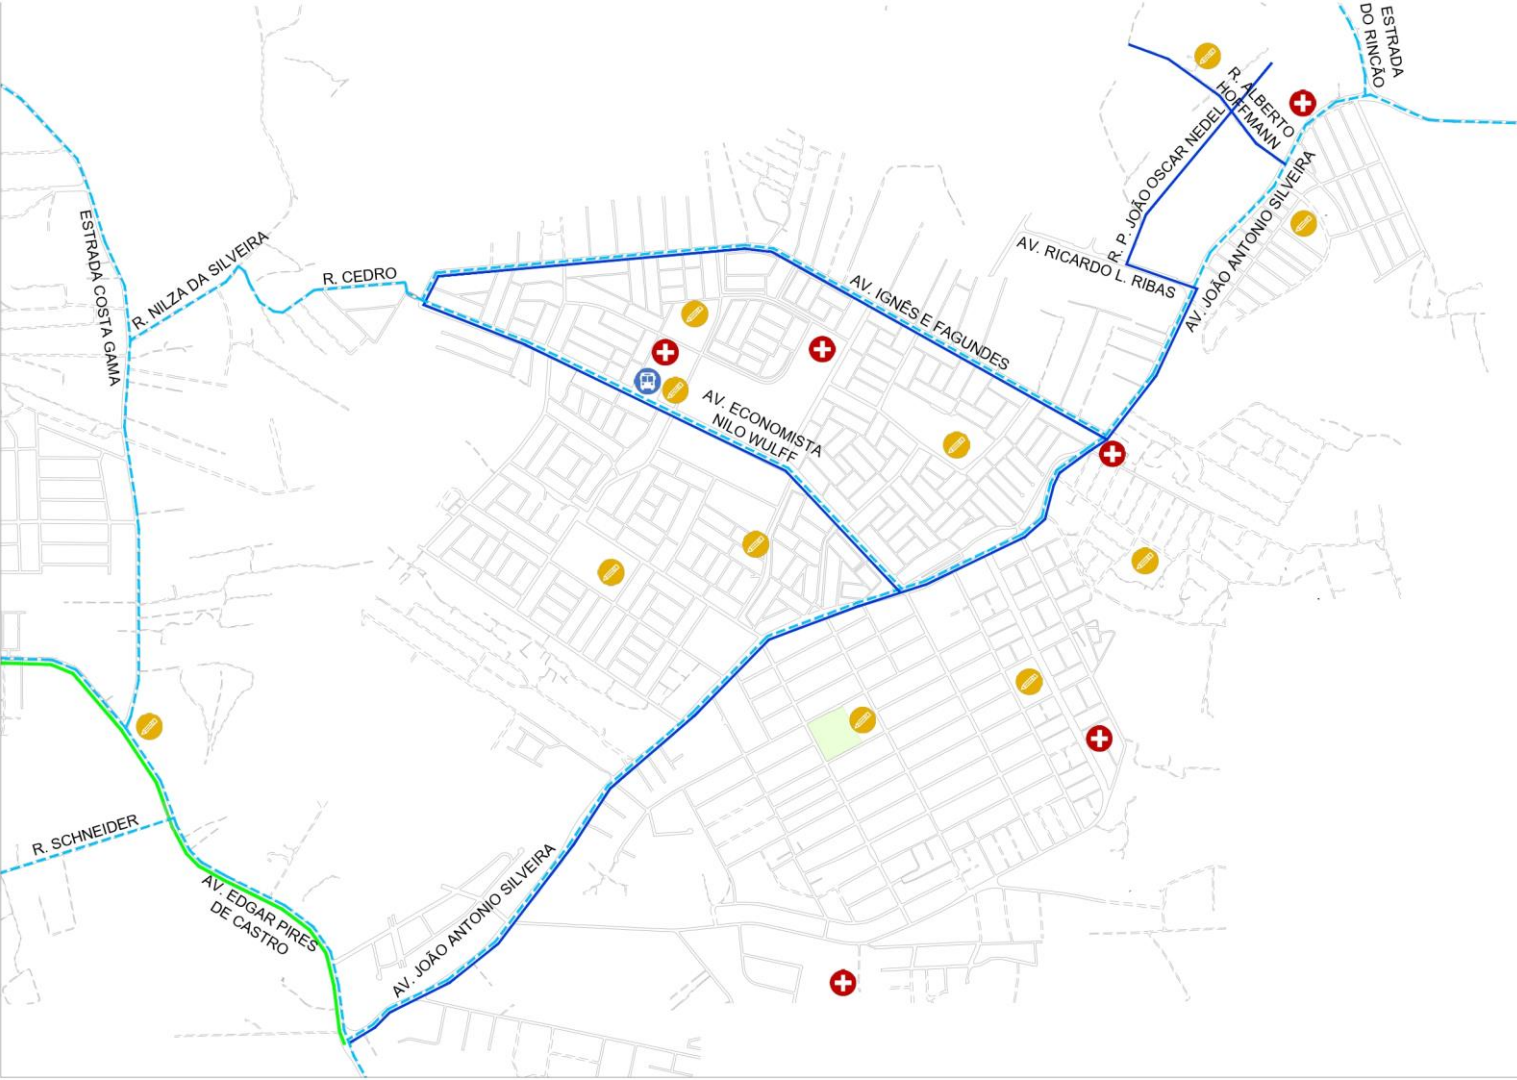 ESTRADA
DO RINCÃO
R. ALBERTO
HOFFMANN
R. P. JOÃO OSCAR NEDEL
AV. JOÃO ANTONIO SILVEIRA
AV. RICARDO L. RIBAS
ESTRADA COSTA GAMA
R. NILZA DA SILVEIRA
R. CEDRO
AV. IGNÊS E FAGUNDES
AV. ECONOMISTA
NILO WULFF
R. SCHNEIDER
AV. EDGAR PIRES
DE CASTRO
AV. JOÃO ANTONIO SILVEIRA